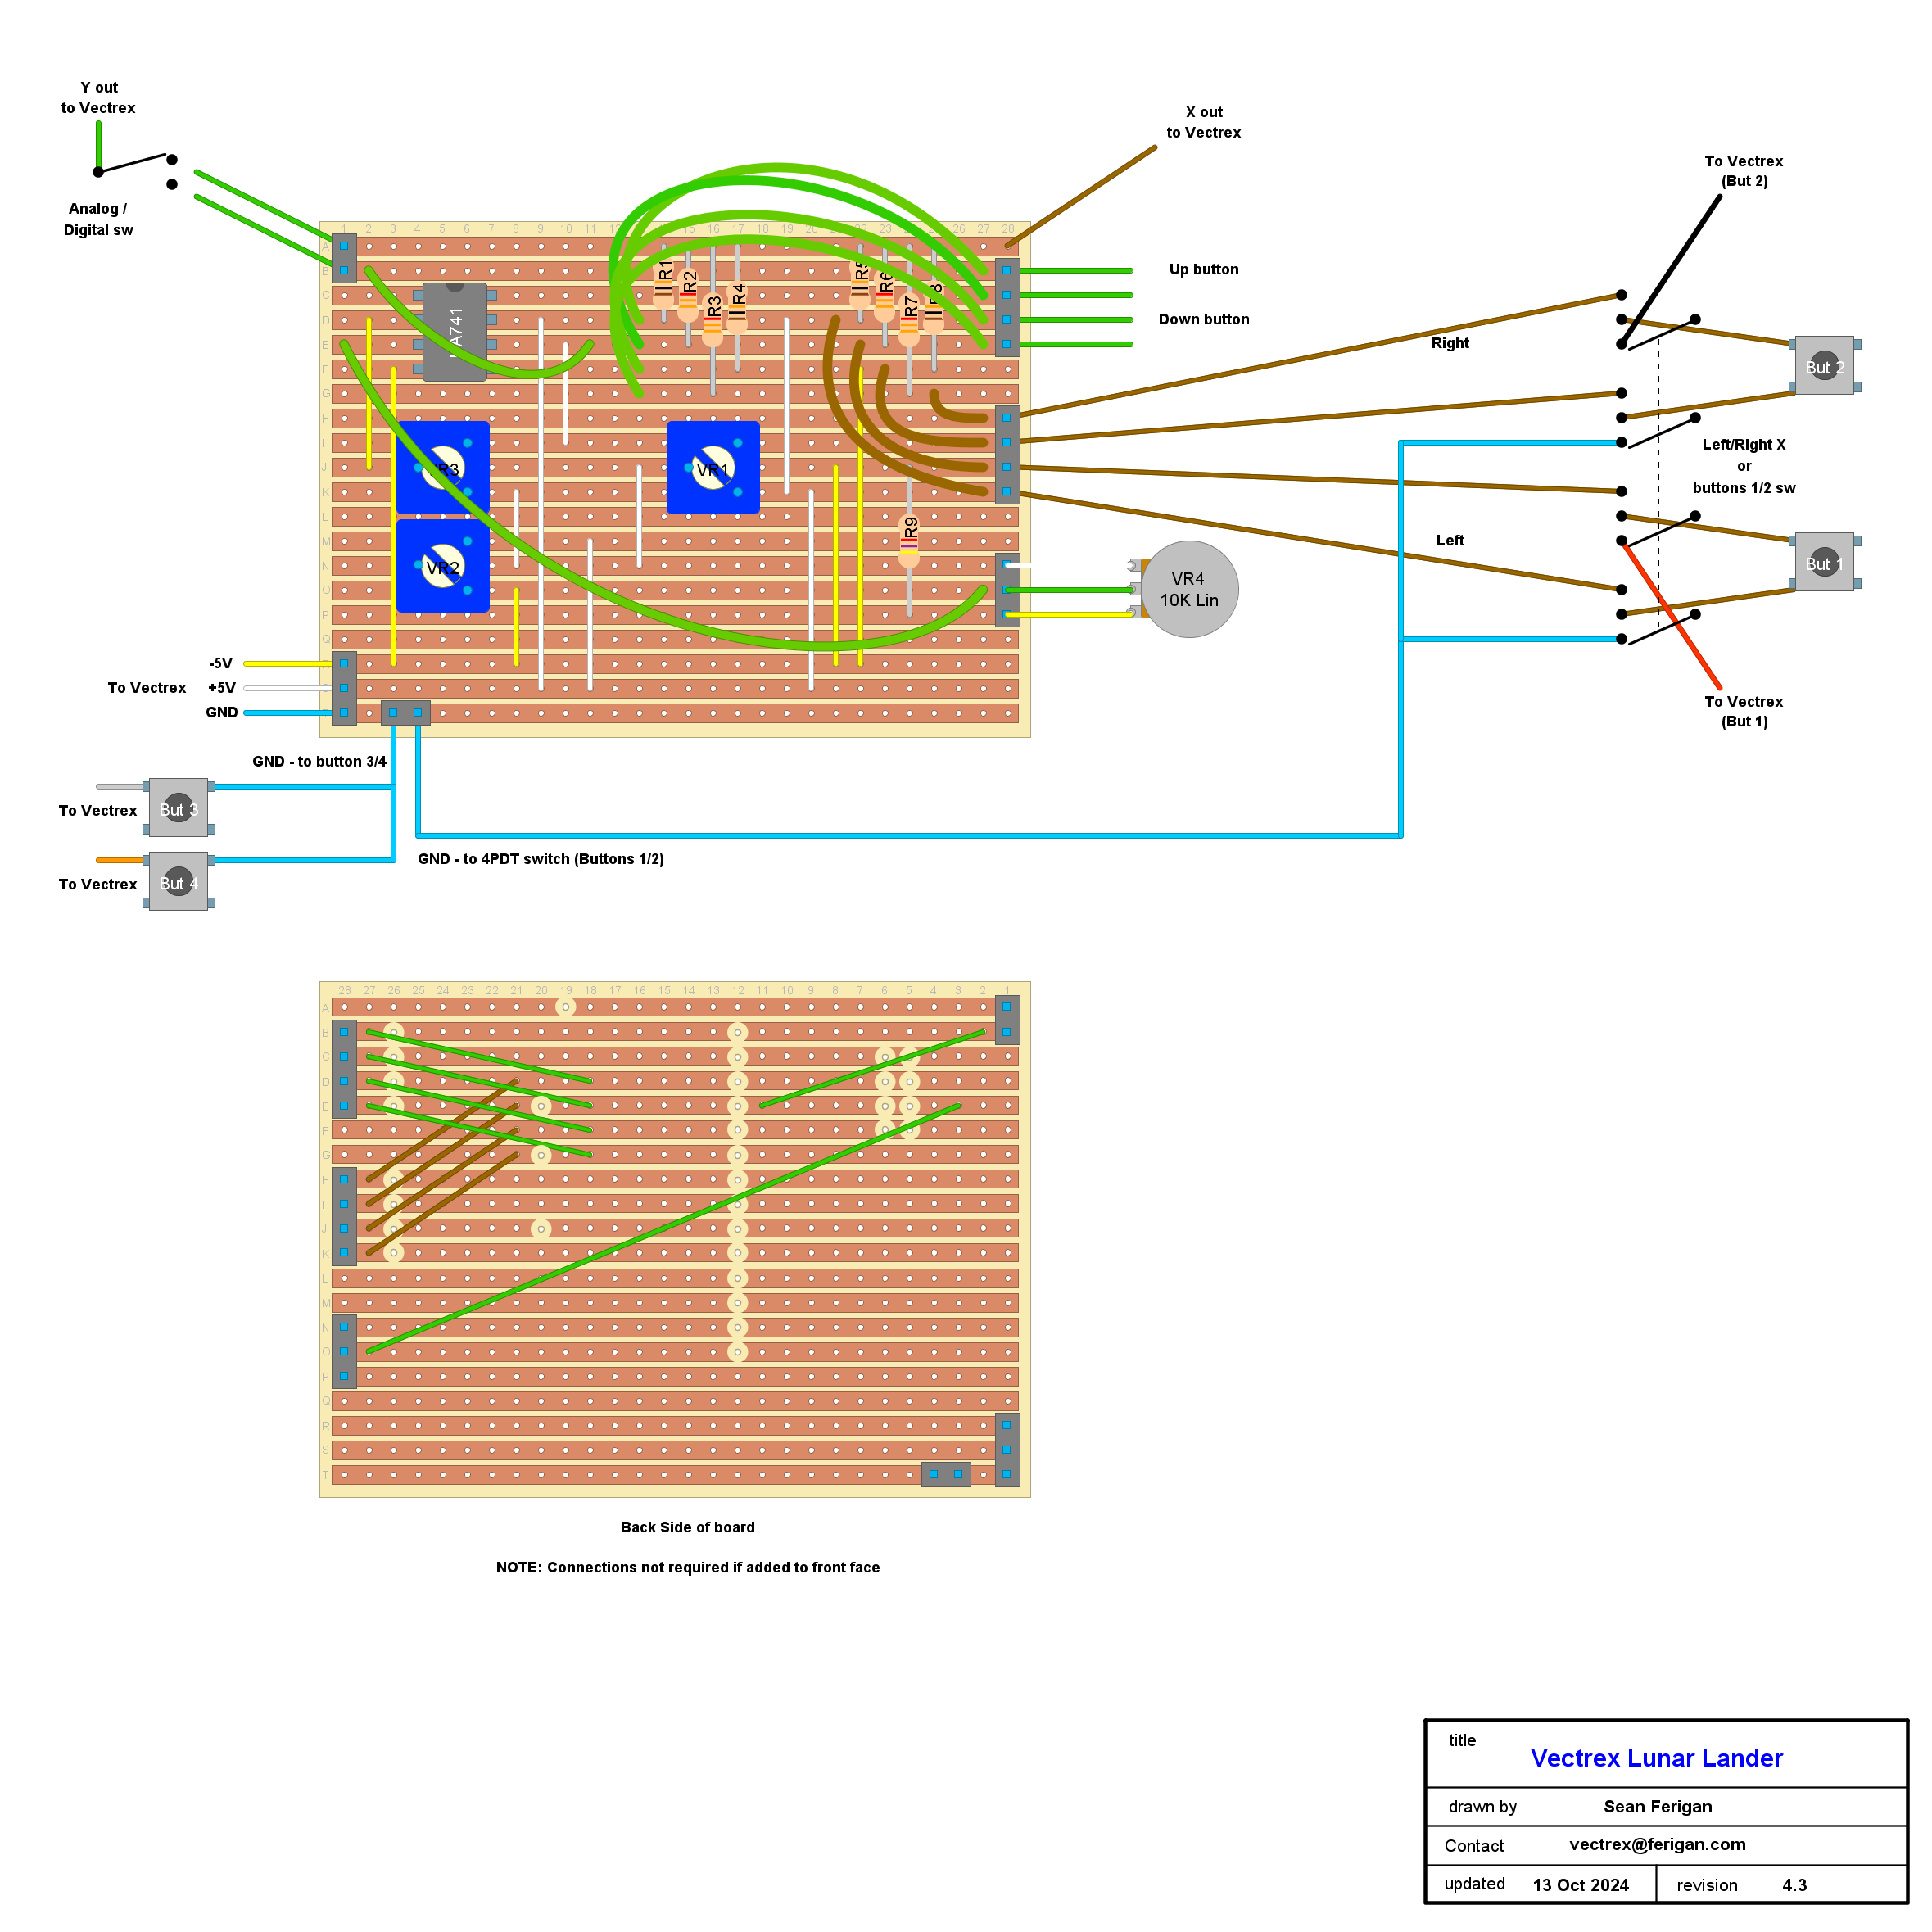 Y out
to Vectrex
Analog /
Digital sw
X out
to Vectrex
To Vectrex
(But 2)
1 2 3 4 5 6 7 8 9 10 11
15 16 17 18 19 20
23
26 27 28
A
B
C
D
E
F
G
H
I
J
K
L
M
N
O
P
Q
R1
R2
R3
R4
R5
R6
R7
R8
R9
VR3
VR2
VR1
Up button
Down button
Right
Left
But 2
Left/Right X
or
buttons 1/2 sw
But 1
VR4
10K Lin
To Vectrex
(But 1)
-5V
To Vectrex
+5V
GND
GND - to button 3/4
To Vectrex
But 3
To Vectrex
But 4
GND - to 4PDT switch (Buttons 1/2)
28 27 26 25 24 23 22 21 20 19 18 17 16 15 14 13 12 11 10 9 8 7 6 5 4 3 2 1
A
B
C
D
E
F
G
H
I
J
K
L
M
N
O
P
Q
R
S
T
Back Side of board
NOTE: Connections not required if added to front face
title
Vectrex Lunar Lander
drawn by
Sean Ferigan
Contact
vectrex@ferigan.com
updated
13 Oct 2024
revision
4.3